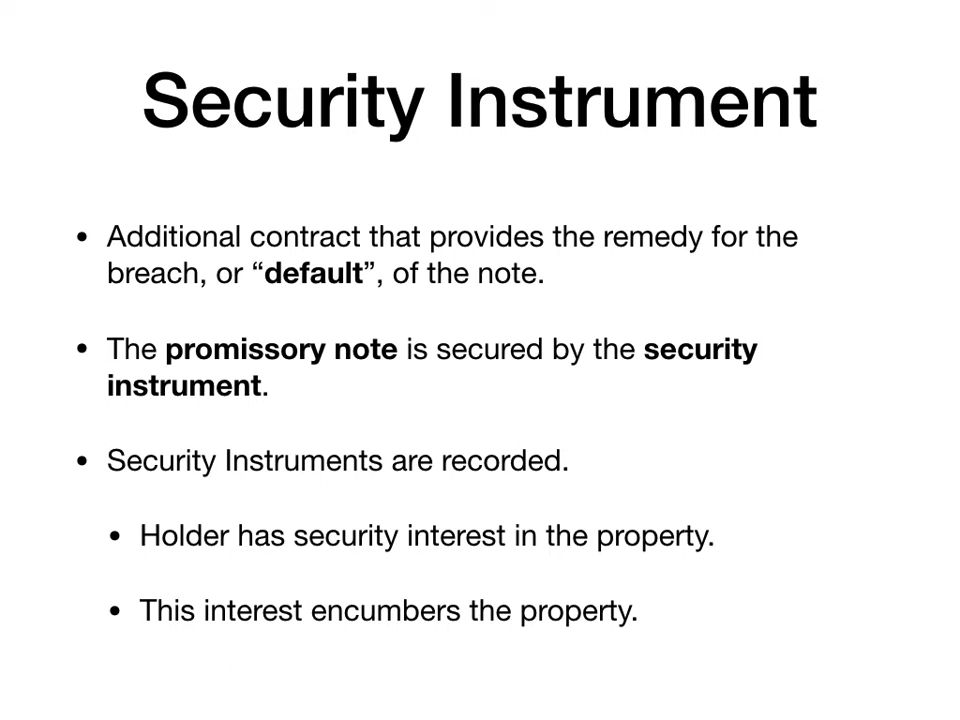 Security Instrument
• Additional contract that provides the remedy for the
breach, or “default”, of the note.
• The promissory note is secured by the security
instrument.
• Security Instruments are recorded.
• Holder has security interest in the property.
• This interest encumbers the property.